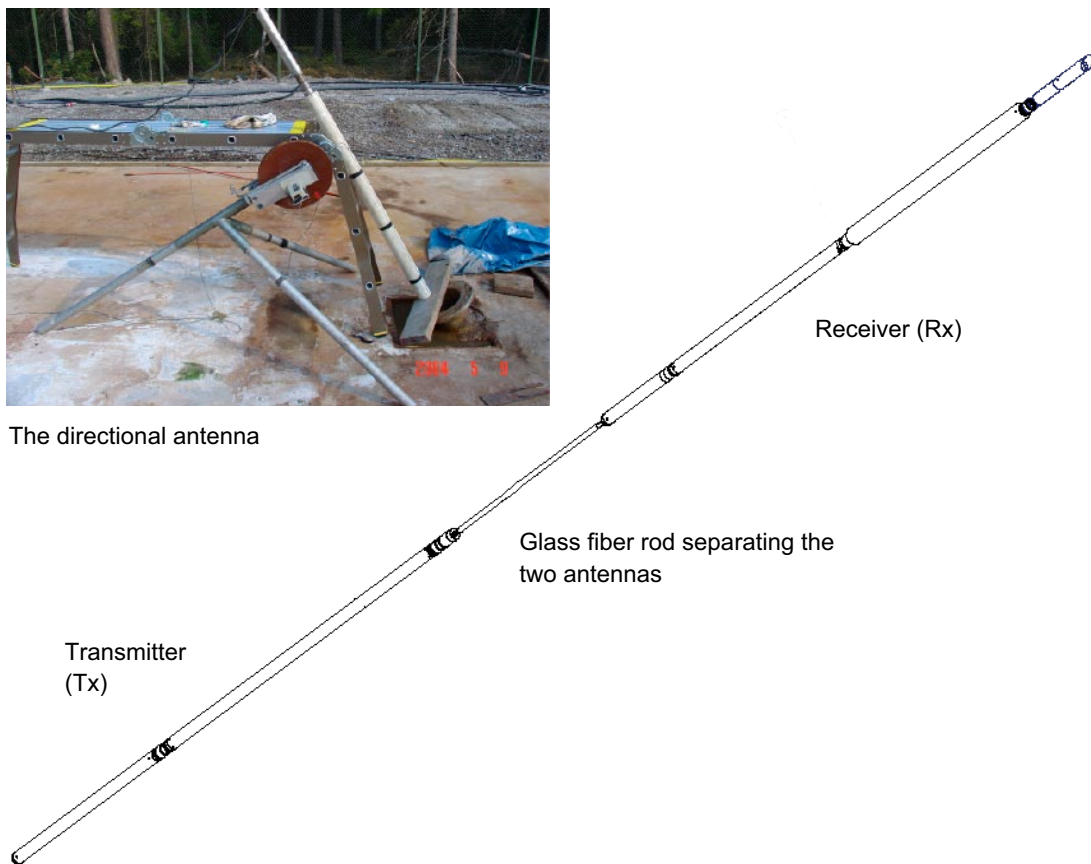 The directional antenna
Receiver (Rx)
Glass fiber rod separating the
two antennas
Transmitter
(Tx)